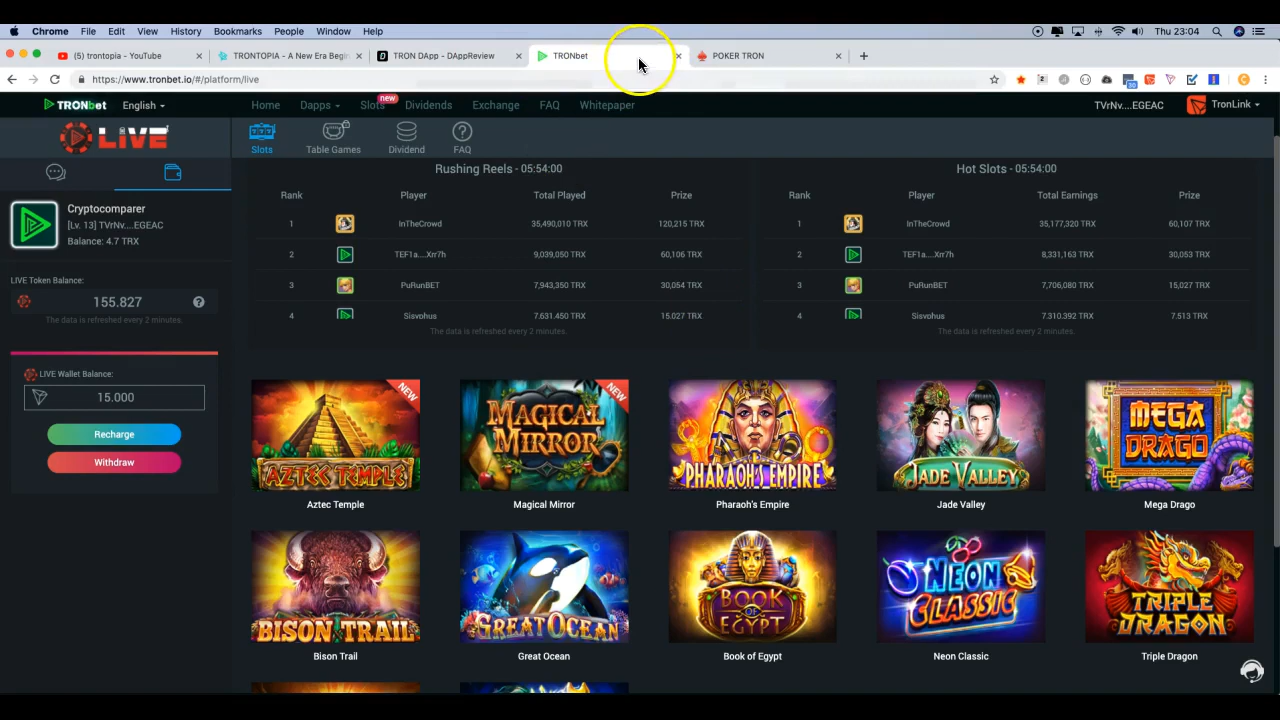 Chrome File Edit View History Bookmarks People Window Help Thu 23:04
(5) trontopia - YouTube TRONTOPIA - A New Era Begin TRON DApp - DAppReview TRONbet POKER TRON
https://www.tronbet.io/#/platform/live
TRONbet English Home Dapps Slots new Dividends Exchange FAQ Whitepaper TVrN....EGEAC TronLink
LIVE Slots Table Games Dividend FAQ
Rushing Reels - 05:54:00
Rank Player Total Played Prize
1 InTheCrowd 35,490,010 TRX 120,215 TRX
2 TEF1a....Xrr7h 9,039,050 TRX 60,106 TRX
3 PuRunBET 7,943,350 TRX 30,054 TRX
4 Sisvohus 7.631.450 TRX 15.027 TRX
The data is refreshed every 2 minutes.
Hot Slots - 05:54:00
Rank Player Total Earnings Prize
1 InTheCrowd 35,177,320 TRX 60,107 TRX
2 TEF1a....Xrr7h 8,331,163 TRX 30,053 TRX
3 PuRunBET 7,706,080 TRX 15,027 TRX
4 Sisvohus 7.310.392 TRX 7.513 TRX
The data is refreshed every 2 minutes.
Cryptocomparer
[Lv. 13] TVrNv....EGEAC
Balance: 4.7 TRX
LIVE Token Balance:
155.827
The data is refreshed every 2 minutes.
LIVE Wallet Balance:
15.000
Recharge
Withdraw
NEW
AZTEC TEMPLE
Aztec Temple
NEW
MAGICAL MIRROR
Magical Mirror
PHARAOH'S EMPIRE
Pharaoh's Empire
JADE VALLEY
Jade Valley
MEGA DRAGO
Mega Drago
BISON TRAIL
Bison Trail
GREAT OCEAN
Great Ocean
BOOK OF EGYPT
Book of Egypt
NEON CLASSIC
Neon Classic
TRIPLE DRAGON
Triple Dragon